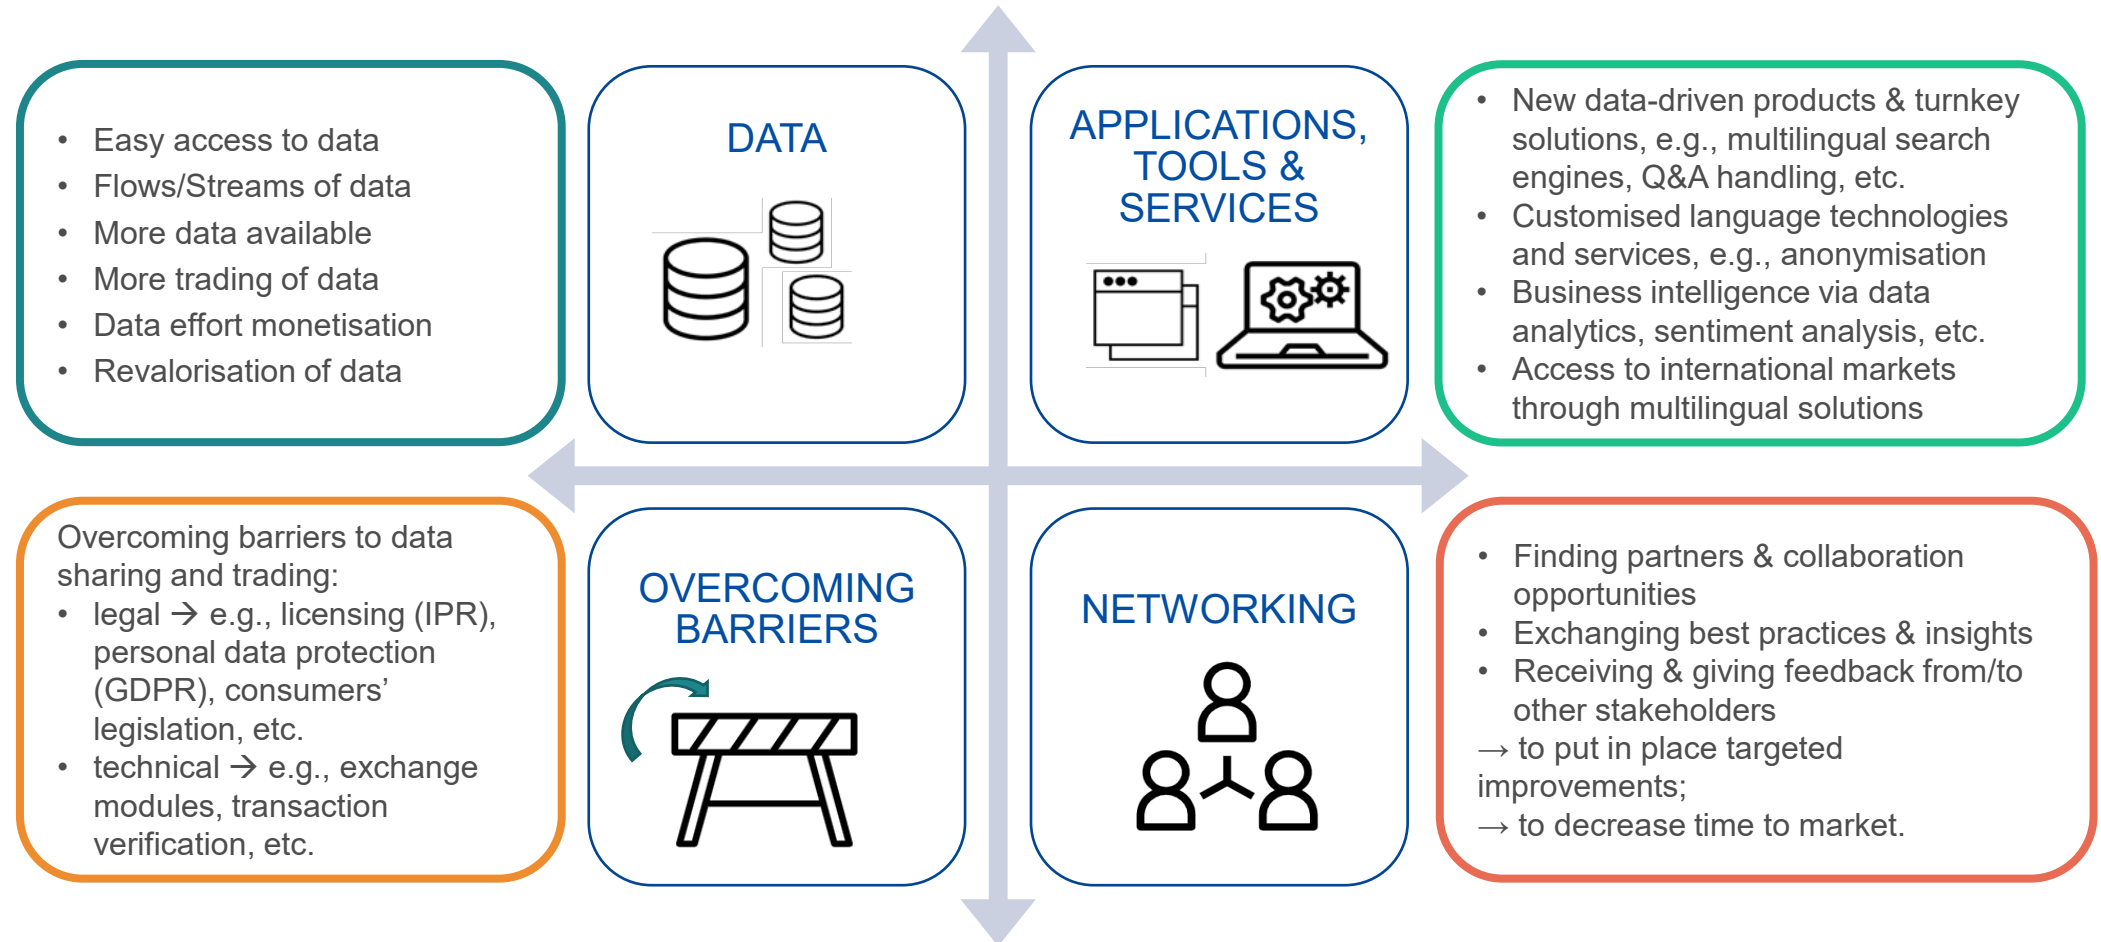 DATA
• Easy access to data
• Flows/Streams of data
• More data available
• More trading of data
• Data effort monetisation
• Revalorisation of data
APPLICATIONS,
TOOLS &
SERVICES
• New data-driven products & turnkey
solutions, e.g., multilingual search
engines, Q&A handling, etc.
• Customised language technologies
and services, e.g., anonymisation
• Business intelligence via data
analytics, sentiment analysis, etc.
• Access to international markets
through multilingual solutions
OVERCOMING
BARRIERS
Overcoming barriers to data
sharing and trading:
• legal → e.g., licensing (IPR),
personal data protection
(GDPR), consumers’
legislation, etc.
• technical → e.g., exchange
modules, transaction
verification, etc.
NETWORKING
• Finding partners & collaboration
opportunities
• Exchanging best practices & insights
• Receiving & giving feedback from/to
other stakeholders
→ to put in place targeted
improvements;
→ to decrease time to market.